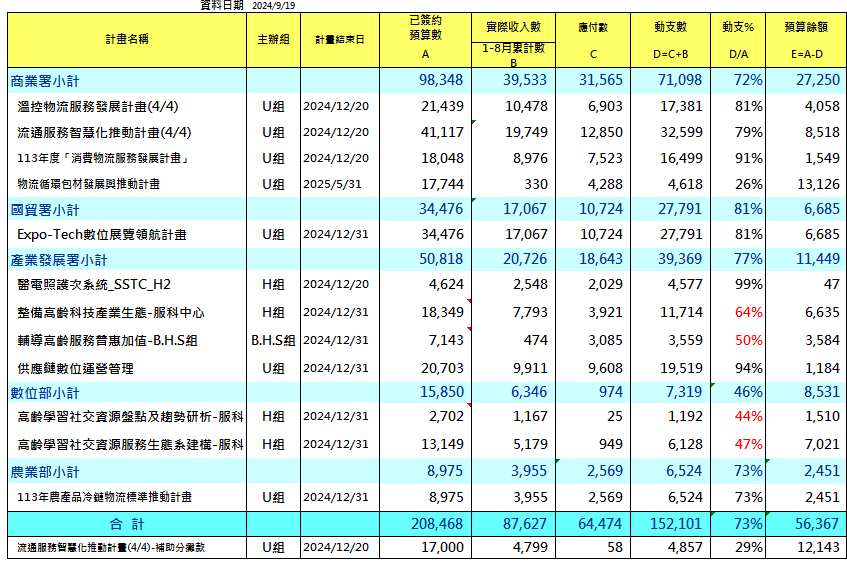 資料日期 2024/9/19
計畫名稱 主辦組 計畫結束日 已簽約預算數 A 實際收入數 1-8月累計數 B 應付數 C 動支數 D=C+B 動支% D/A 預算餘額 E=A-D
商業署小計 98,348 39,533 31,565 71,098 72% 27,250
溫控物流服務發展計畫(4/4) U組 2024/12/20 21,439 10,478 6,903 17,381 81% 4,058
流通服務智慧化推動計畫(4/4) U組 2024/12/20 41,117 19,749 12,850 32,599 79% 8,518
113年度「消費物流服務發展計畫」 U組 2024/12/20 18,048 8,976 7,523 16,499 91% 1,549
物流循環包材發展與推動計畫 U組 2025/5/31 17,744 330 4,288 4,618 26% 13,126
國貿署小計 34,476 17,067 10,724 27,791 81% 6,685
Expo-Tech數位展覽領航計畫 U組 2024/12/31 34,476 17,067 10,724 27,791 81% 6,685
產業發展署小計 50,818 20,726 18,643 39,369 77% 11,449
醫電照護次系統_SSTC_H2 H組 2024/12/20 4,624 2,548 2,029 4,577 99% 47
整備高齡科技產業生態-服科中心 H組 2024/12/31 18,349 7,793 3,921 11,714 64% 6,635
輔導高齡服務普惠加值-B.H.S組 B.H.S組 2024/12/31 7,143 474 3,085 3,559 50% 3,584
供應鏈數位運營管理 U組 2024/12/31 20,703 9,911 9,608 19,519 94% 1,184
數位部小計 15,850 6,346 974 7,319 46% 8,531
高齡學習社交資源盤點及趨勢研析-服科 H組 2024/12/31 2,702 1,167 25 1,192 44% 1,510
高齡學習社交資源服務生態系建構-服科 H組 2024/12/31 13,149 5,179 949 6,128 47% 7,021
農業部小計 8,975 3,955 2,569 6,524 73% 2,451
113年農產品冷鏈物流標準推動計畫 U組 2024/12/31 8,975 3,955 2,569 6,524 73% 2,451
合 計 208,468 87,627 64,474 152,101 73% 56,367
流通服務智慧化推動計畫(4/4)-補助分攤款 U組 2024/12/20 17,000 4,799 58 4,857 29% 12,143